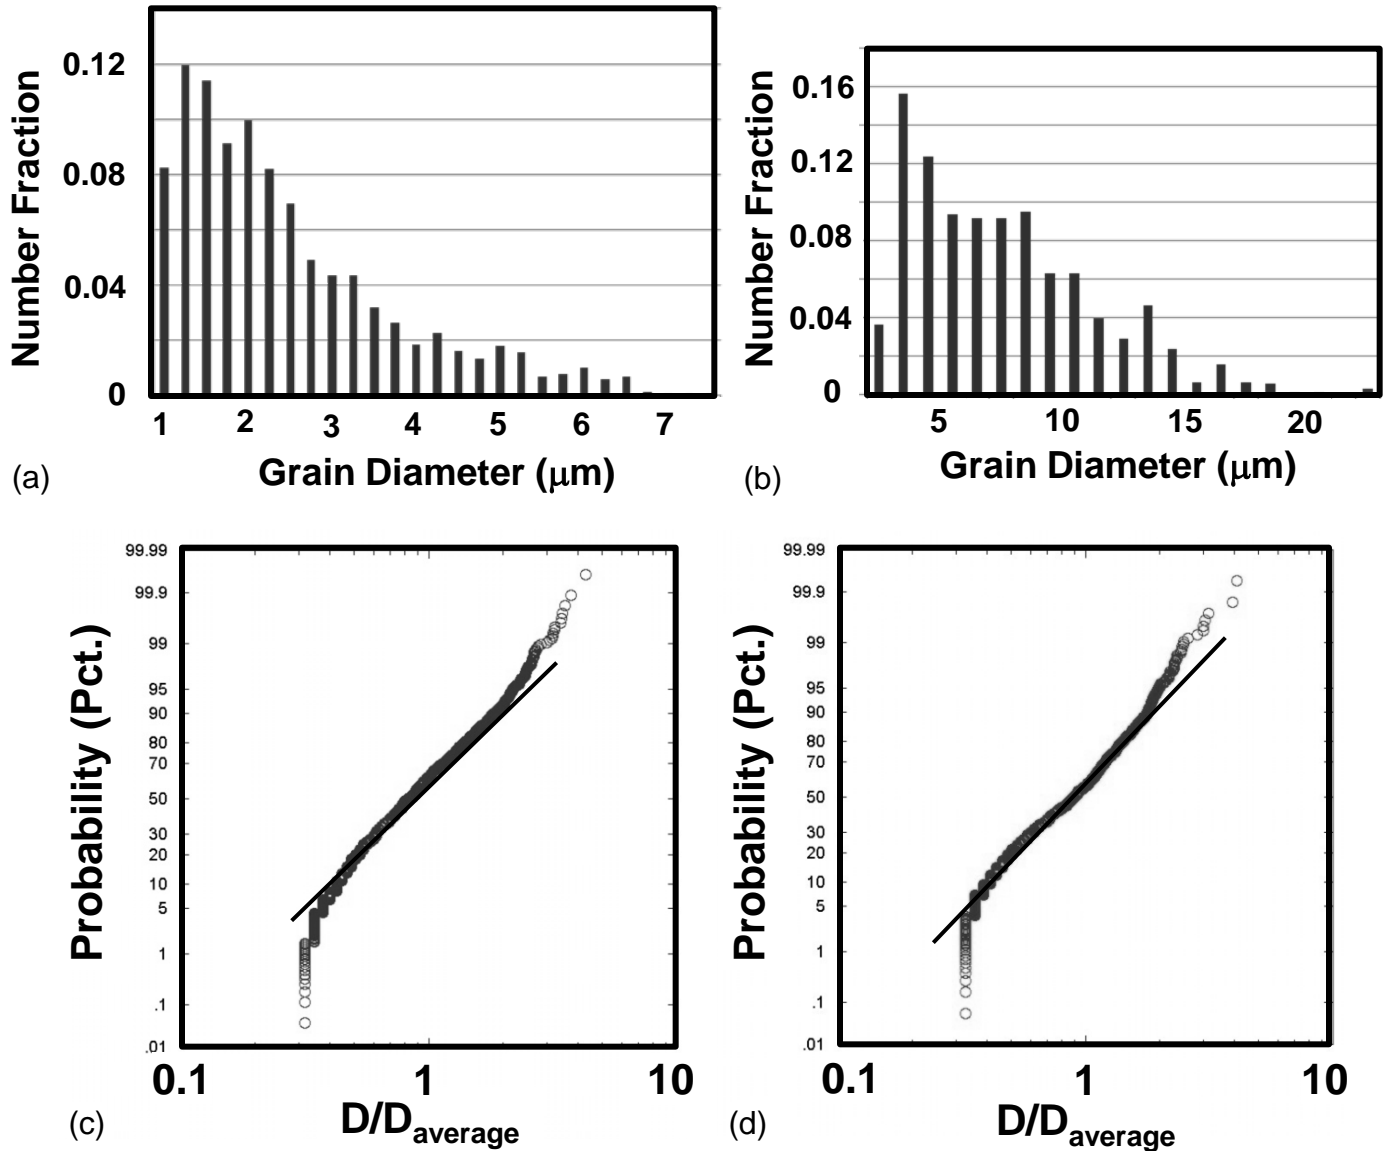 Number Fraction
0.12
0.08
0.04
0
1 2 3 4 5 6 7
Grain Diameter (μm)
(a)
Number Fraction
0.16
0.12
0.08
0.04
0
5 10 15 20
Grain Diameter (μm)
(b)
Probability (Pct.)
99.99
99.9
99
95
90
80
70
50
30
20
10
5
1
.1
.01
0.1 1 10
D/Daverage
(c)
Probability (Pct.)
99.99
99.9
99
95
90
80
70
50
30
20
10
5
1
.1
.01
0.1 1 10
D/Daverage
(d)